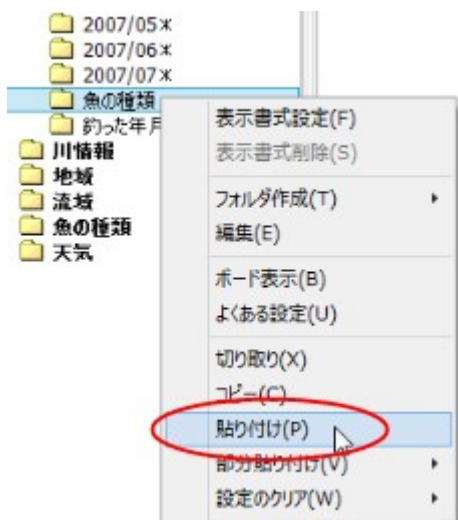 2007/05※
2007/06※
2007/07※
魚の種類
釣った年月
川情報
地域
流域
魚の種類
天気
表示書式設定(F)
表示書式削除(S)
フォルダ作成(T)
編集(E)
ボード表示(B)
よくある設定(U)
切り取り(X)
コピー(C)
貼り付け(P)
部分貼り付け(V)
設定のクリア(W)